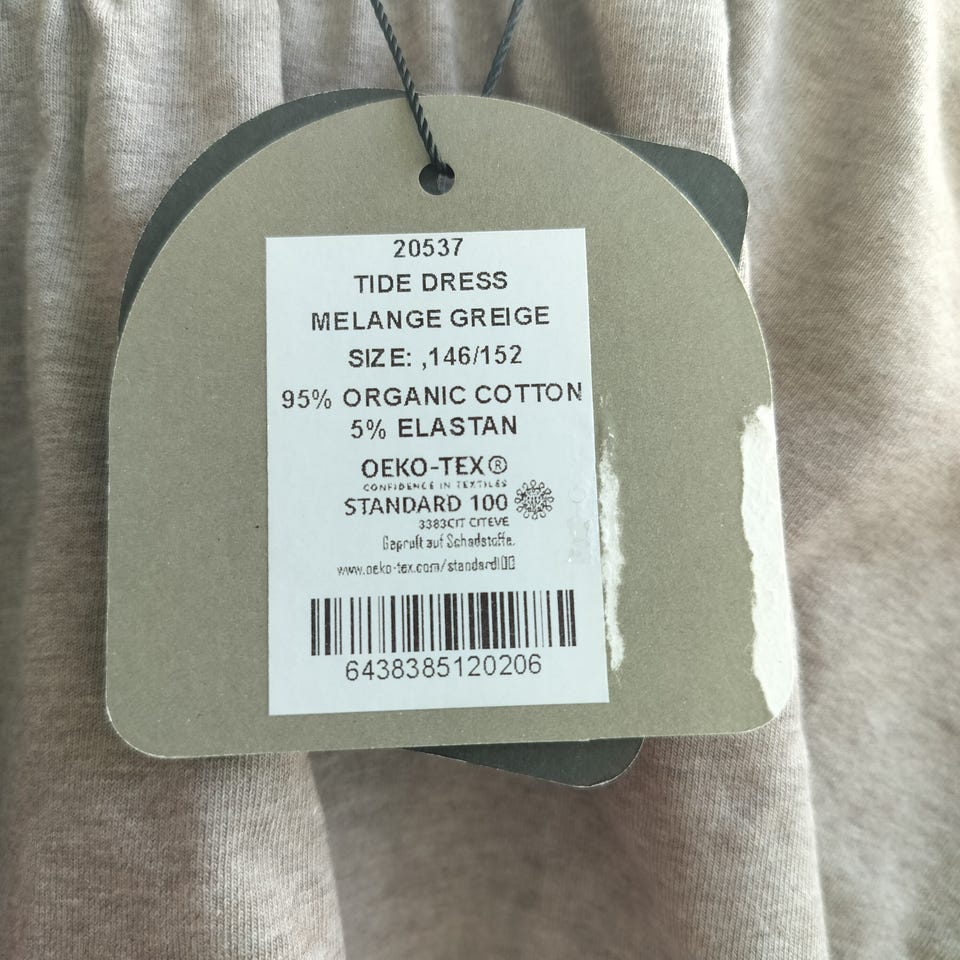 20537
TIDE DRESS
MELANGE GREIGE
SIZE: ,146/152
95% ORGANIC COTTON
5% ELASTAN
OEKO-TEX®
CONFIDENCE IN TEXTILES
STANDARD 100
3383CIT CITEVE
Geprüft auf Schadstoffe.
www.oeko-tex.com/standard100
6438385120206